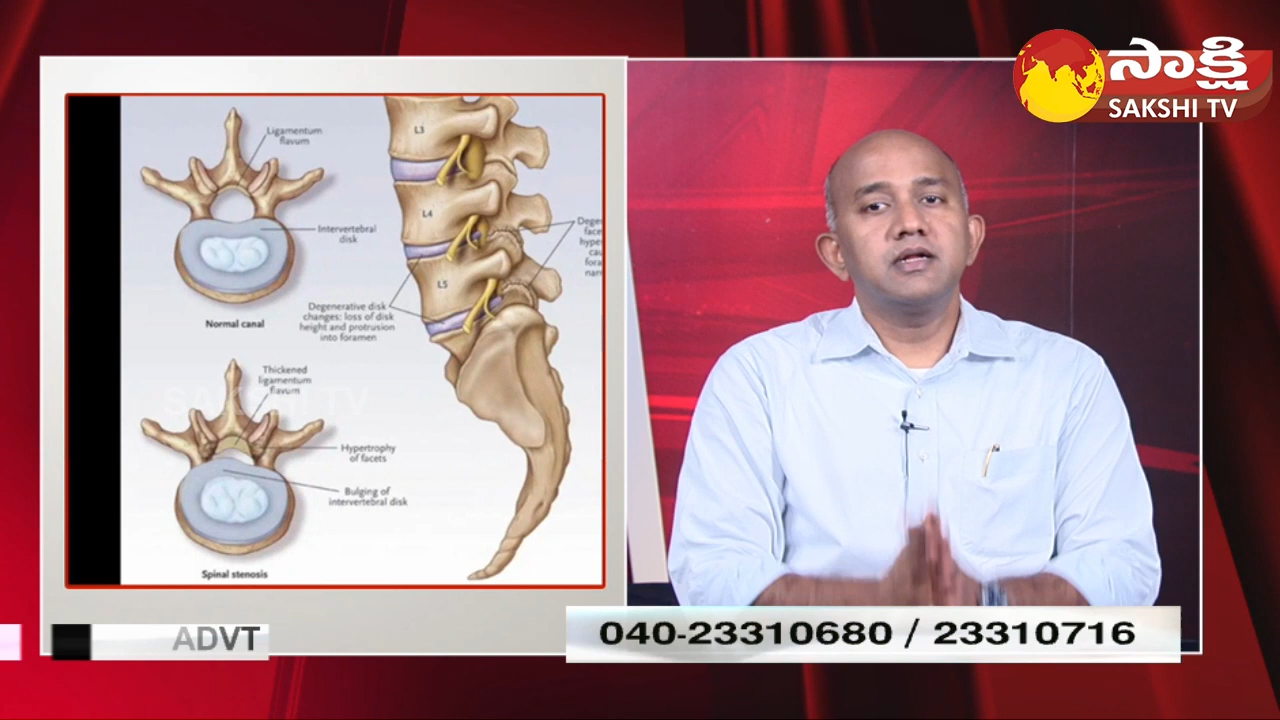 సాక్షి
SAKSHI TV
Ligamentum
flavum
Intervertebral
disk
Normal canal
Degenerative disk
changes: loss of disk
height and protrusion
into foramen
L3
L4
L5
Thickened
ligamentum
flavum
SAKSHI TV
Hypertrophy
of facets
Bulging of
intervertebral disk
Spinal stenosis
ADVT
040-23310680 / 23310716